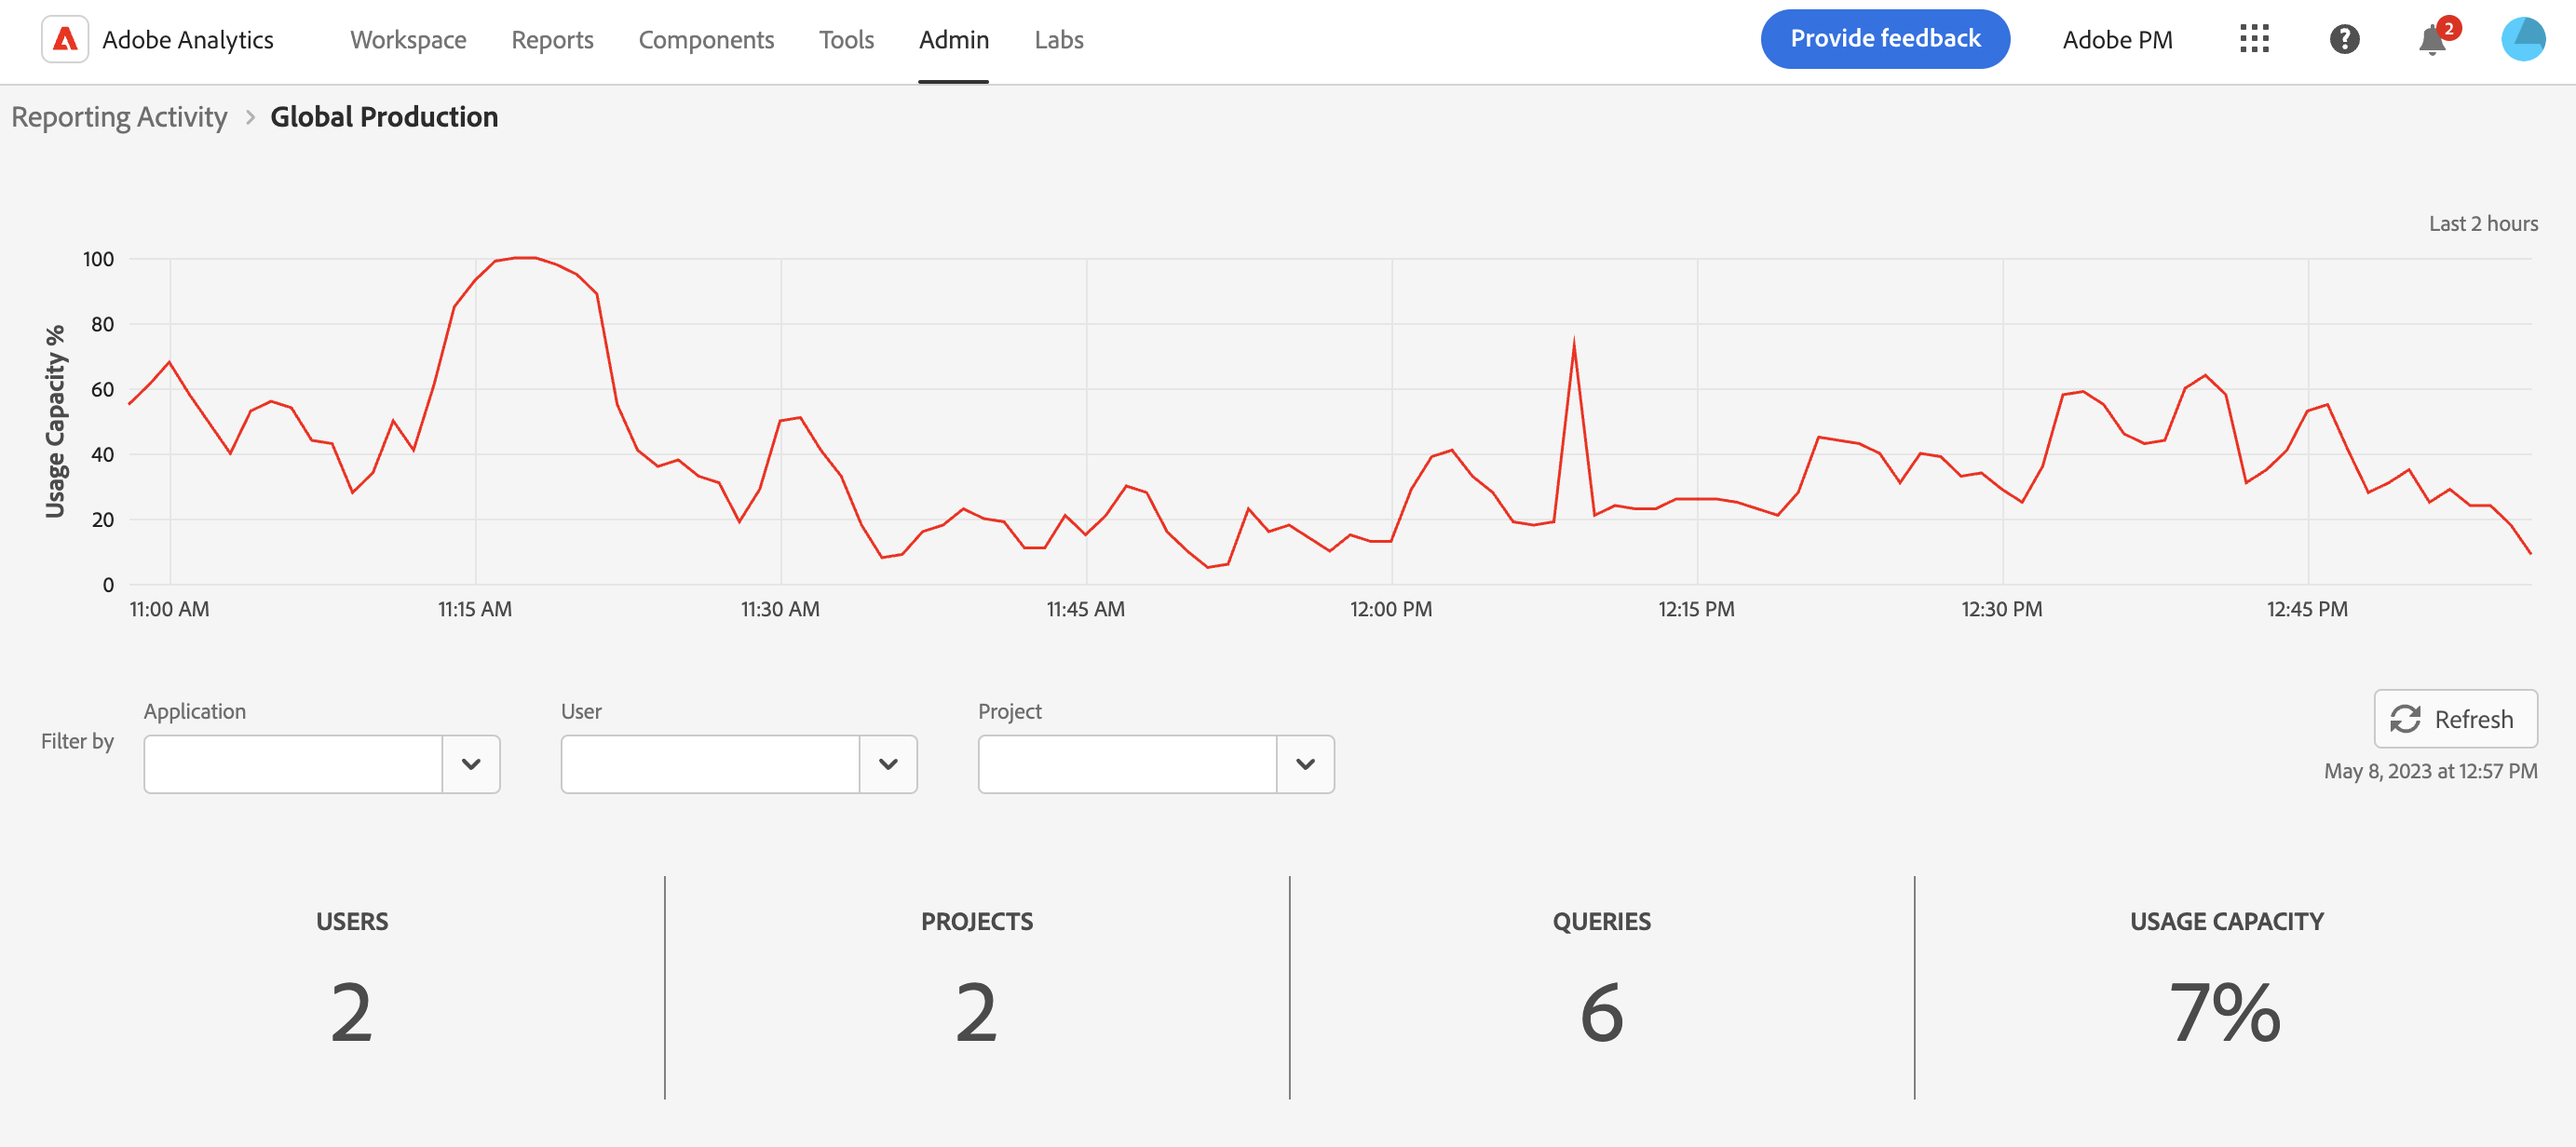 Adobe Analytics Workspace Reports Components Tools Admin Labs Provide feedback Adobe PM 2
Reporting Activity > Global Production
Last 2 hours
Usage Capacity %
100
80
60
40
20
0
11:00 AM 11:15 AM 11:30 AM 11:45 AM 12:00 PM 12:15 PM 12:30 PM 12:45 PM
Filter by
Application User Project
Refresh
May 8, 2023 at 12:57 PM
USERS PROJECTS QUERIES USAGE CAPACITY
2 2 6 7%